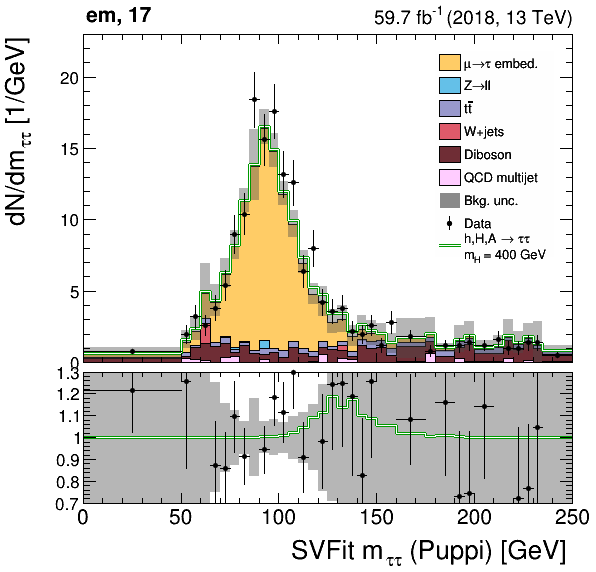 em, 17
59.7 fb⁻¹ (2018, 13 TeV)
dN/dmττ [1/GeV]
20
15
10
5
0
μ→τ embed.
Z→ll
tt̅
W+jets
Diboson
QCD multijet
Bkg. unc.
Data
h,H,A → ττ
mH = 400 GeV
1.3
1.2
1.1
1
0.9
0.8
0.7
0 50 100 150 200 250
SVFit mττ (Puppi) [GeV]